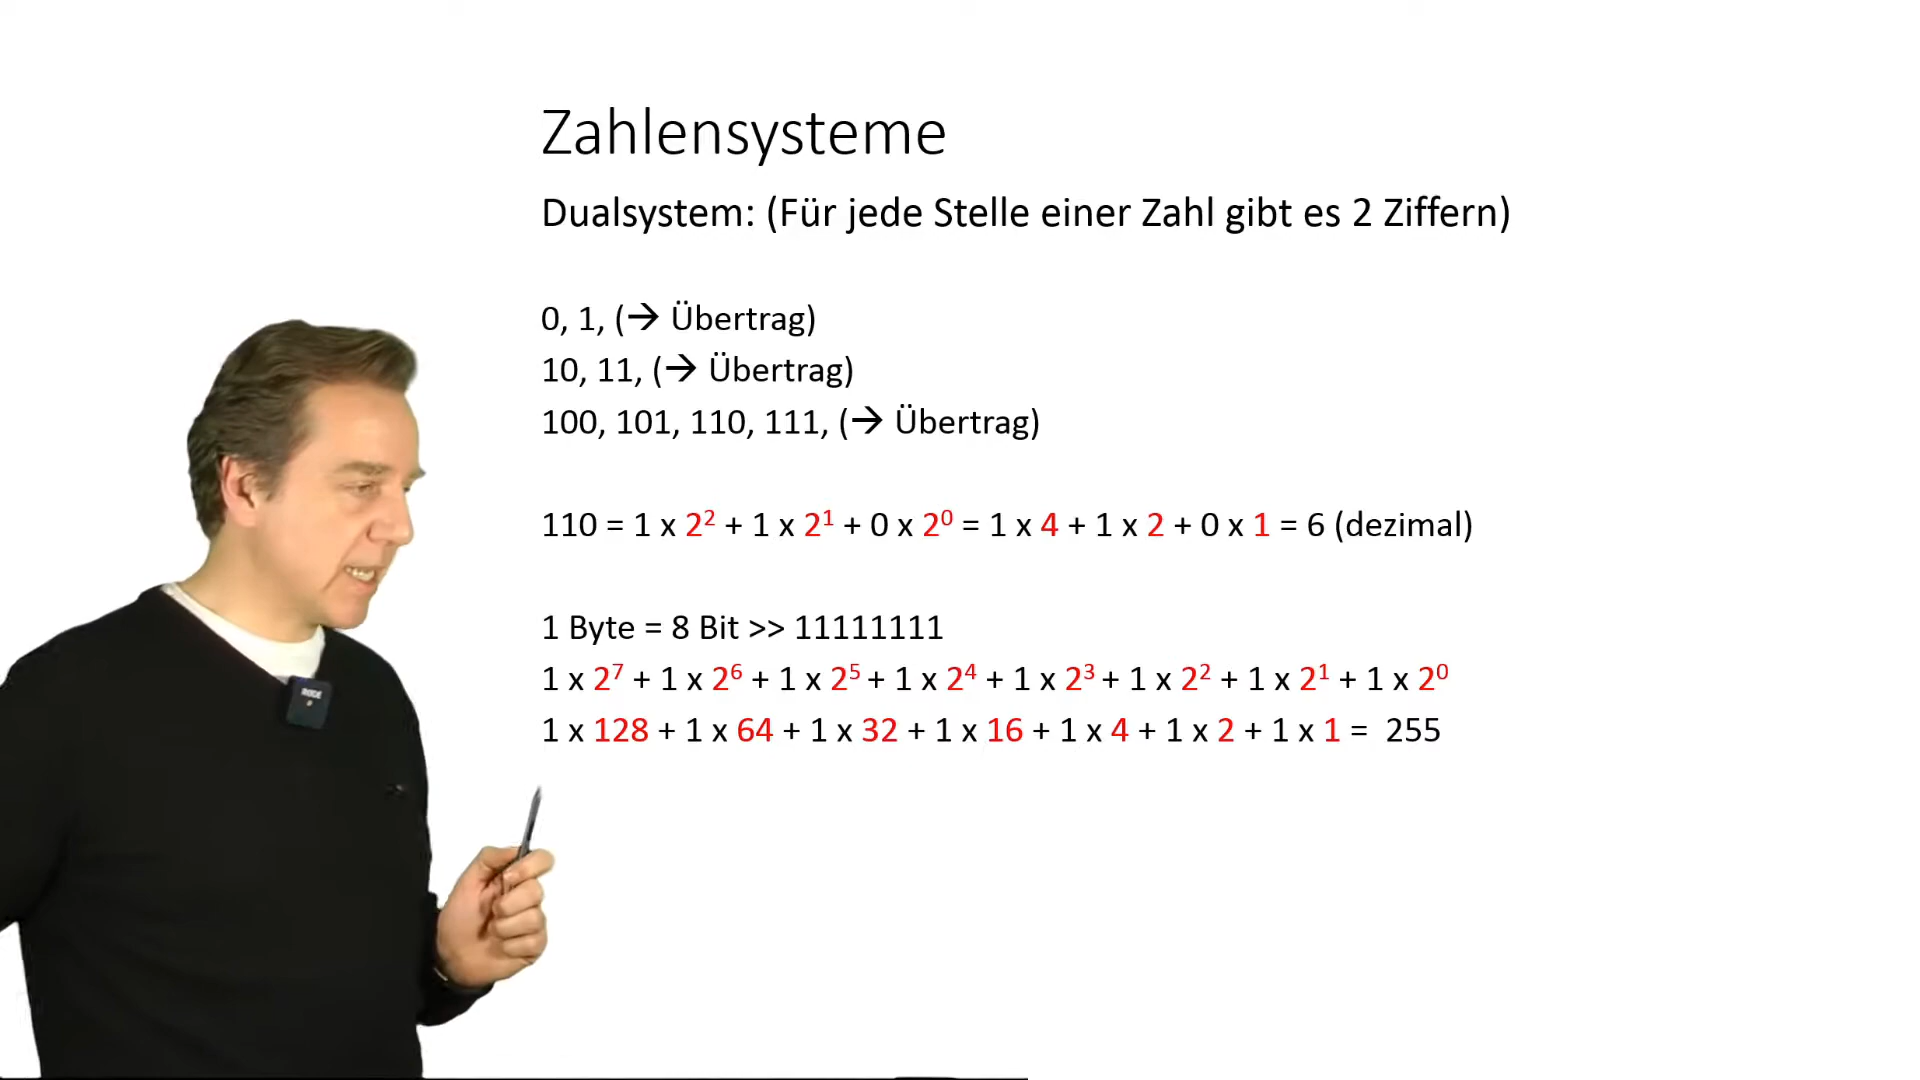 Zahlensysteme
Dualsystem: (Für jede Stelle einer Zahl gibt es 2 Ziffern)
0, 1, (→ Übertrag)
10, 11, (→ Übertrag)
100, 101, 110, 111, (→ Übertrag)
110 = 1 x 2² + 1 x 2¹ + 0 x 2⁰ = 1 x 4 + 1 x 2 + 0 x 1 = 6 (dezimal)
1 Byte = 8 Bit >> 11111111
1 x 2⁷ + 1 x 2⁶ + 1 x 2⁵ + 1 x 2⁴ + 1 x 2³ + 1 x 2² + 1 x 2¹ + 1 x 2⁰
1 x 128 + 1 x 64 + 1 x 32 + 1 x 16 + 1 x 4 + 1 x 2 + 1 x 1 = 255
RØDE